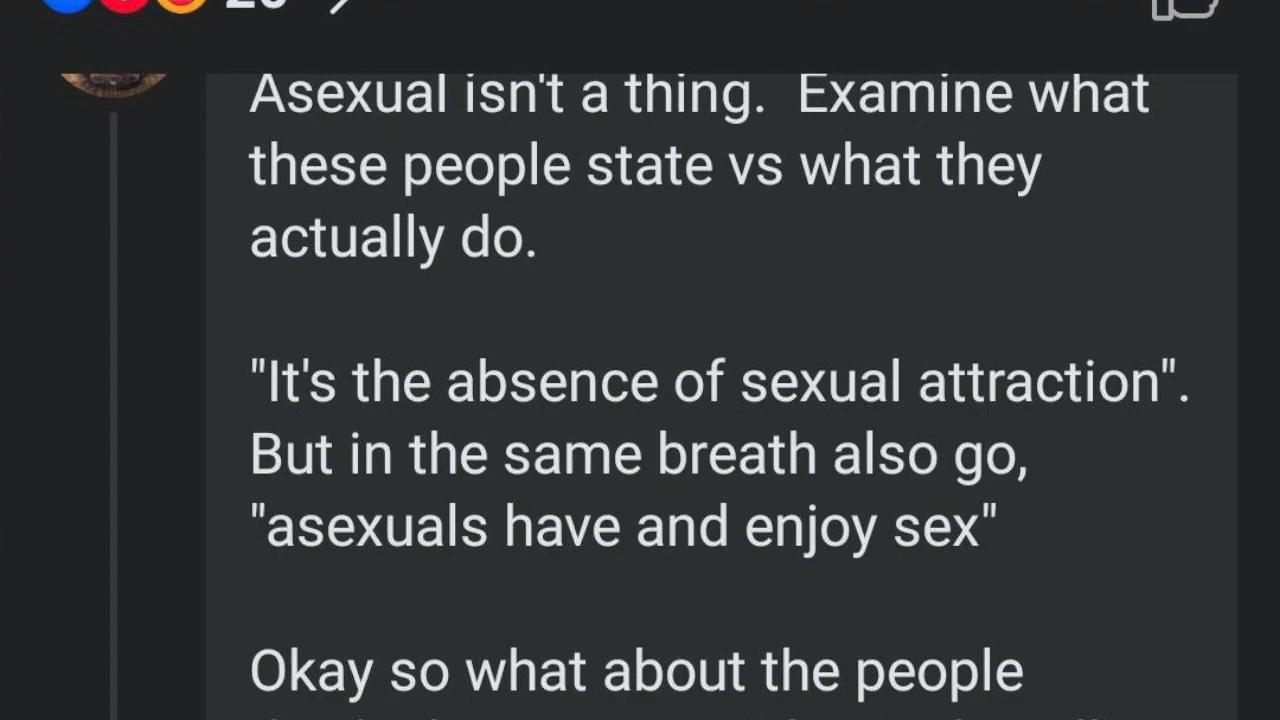 Asexual isn't a thing.  Examine what
these people state vs what they
actually do.
"It's the absence of sexual attraction".
But in the same breath also go,
"asexuals have and enjoy sex"
Okay so what about the people